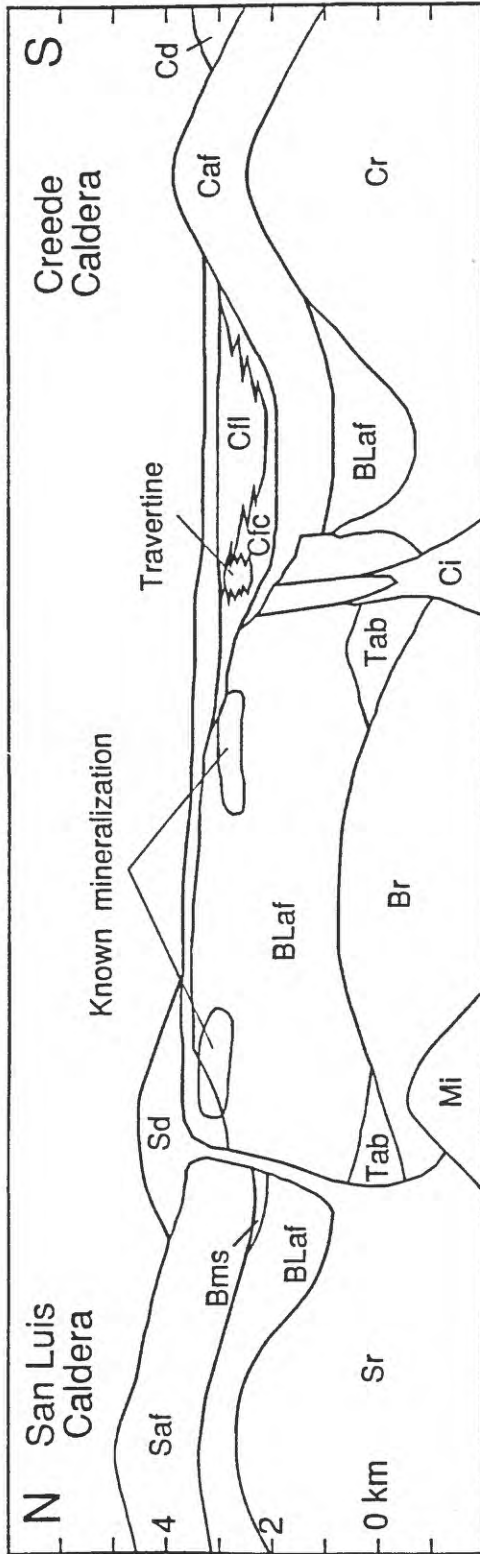 N
San Luis
Caldera
Creede
Caldera
S
Known mineralization
Travertine
Cd
4
Saf
Sd
Caf
Cfl
Cfc
2
Bms
BLaf
BLaf
BLaf
Tab
Tab
0 km
Sr
Mi
Br
Ci
Cr